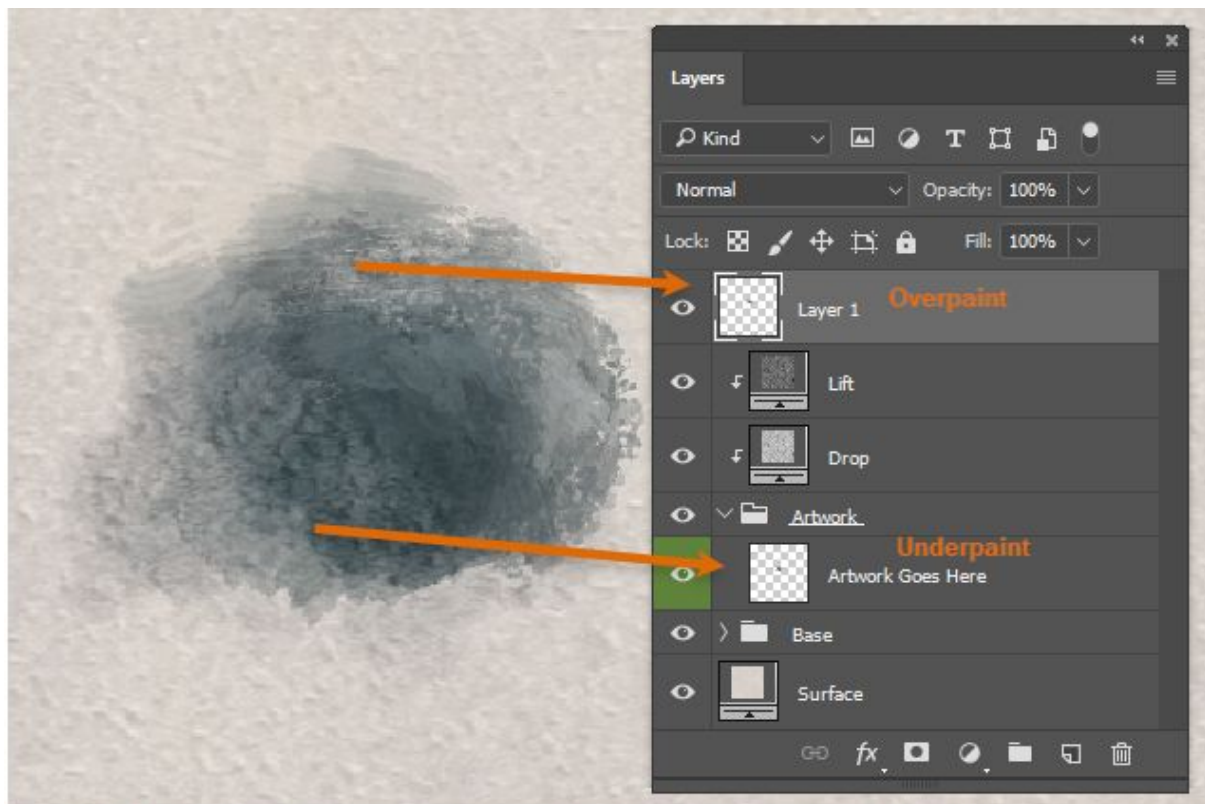 Layers
Kind
Normal Opacity: 100%
Lock: Fill: 100%
Layer 1 Overpaint
Lift
Drop
Artwork
Underpaint
Artwork Goes Here
Base
Surface
fx